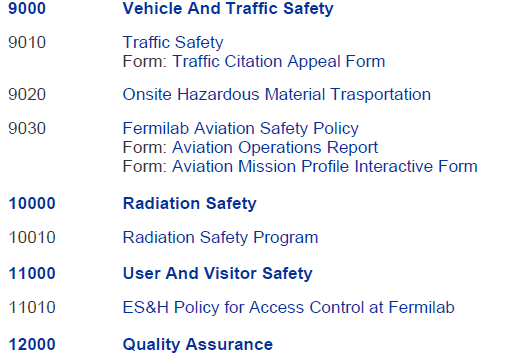 9000 Vehicle And Traffic Safety
9010 Traffic Safety
Form: Traffic Citation Appeal Form
9020 Onsite Hazardous Material Trasportation
9030 Fermilab Aviation Safety Policy
Form: Aviation Operations Report
Form: Aviation Mission Profile Interactive Form
10000 Radiation Safety
10010 Radiation Safety Program
11000 User And Visitor Safety
11010 ES&H Policy for Access Control at Fermilab
12000 Quality Assurance